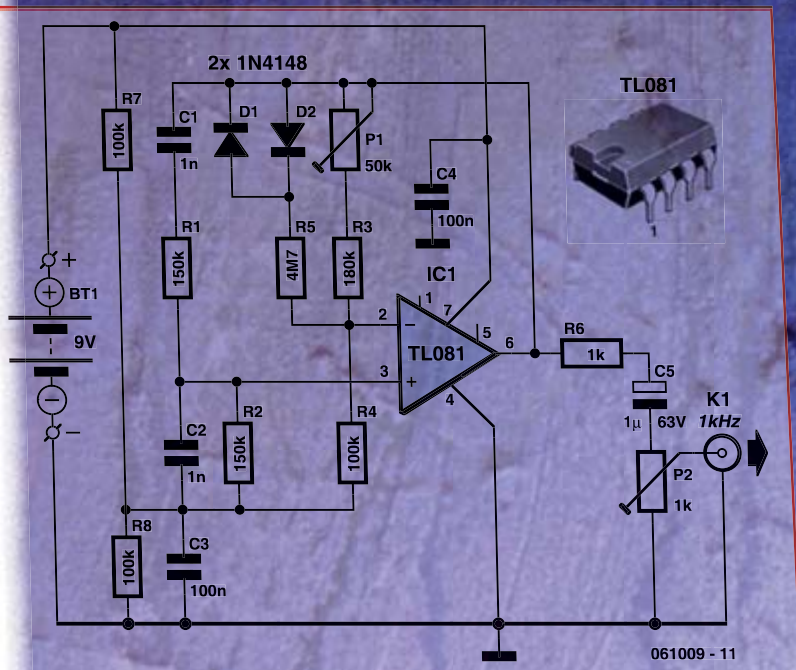 2x 1N4148
TL081
R7
100k
C1
1n
D1
D2
P1
50k
C4
100n
1
R1
150k
R5
4M7
R3
180k
+
BT1
9V
–
IC1
1
7
2
–
5
6
TL081
3
+
4
R6
1k
C5
1µ 63V
K1
1kHz
C2
1n
R2
150k
R4
100k
P2
1k
R8
100k
C3
100n
061009 - 11